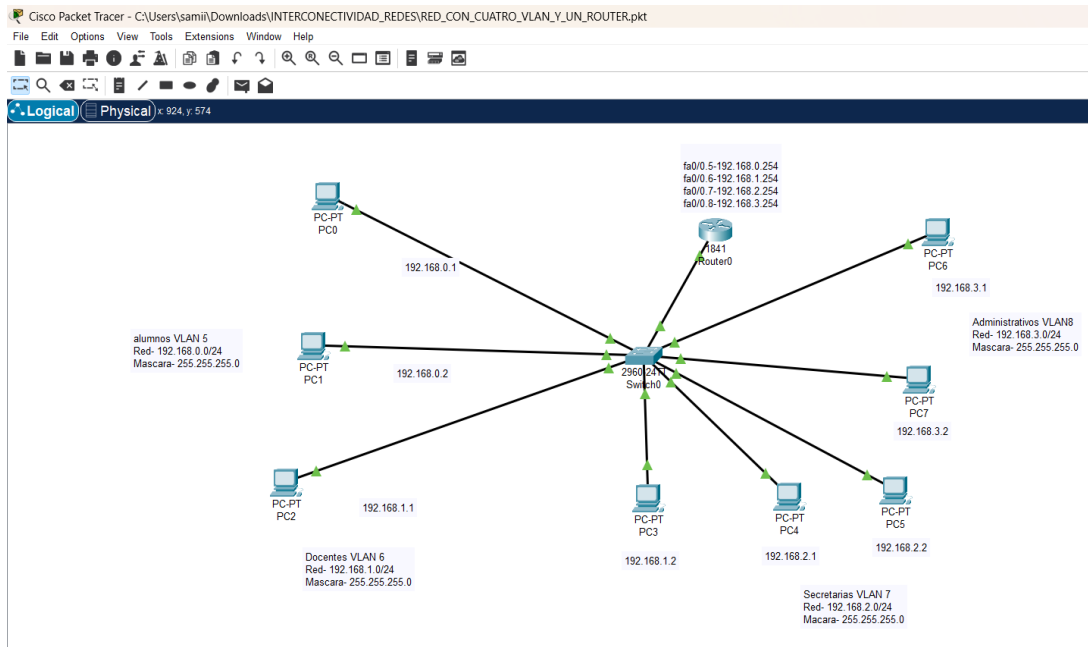 Cisco Packet Tracer - C:\Users\samii\Downloads\INTERCONECTIVIDAD_REDES\RED_CON_CUATRO_VLAN_Y_UN_ROUTER.pkt
File Edit Options View Tools Extensions Window Help
Logical Physical x: 924, y: 574
fa0/0.5-192.168.0.254
fa0/0.6-192.168.1.254
fa0/0.7-192.168.2.254
fa0/0.8-192.168.3.254
PC-PT
PC0
1841
Router0
PC-PT
PC6
192.168.0.1
192.168.3.1
alumnos VLAN 5
Red- 192.168.0.0/24
Mascara- 255.255.255.0
Administrativos VLAN8
Red- 192.168.3.0/24
Mascara- 255.255.255.0
PC-PT
PC1
192.168.0.2
Switch0
PC-PT
PC7
192.168.3.2
PC-PT
PC2
192.168.1.1
PC-PT
PC3
PC-PT
PC4
PC-PT
PC5
192.168.1.2
192.168.2.1
192.168.2.2
Docentes VLAN 6
Red- 192.168.1.0/24
Mascara- 255.255.255.0
Secretarias VLAN 7
Red- 192.168.2.0/24
Macara- 255.255.255.0